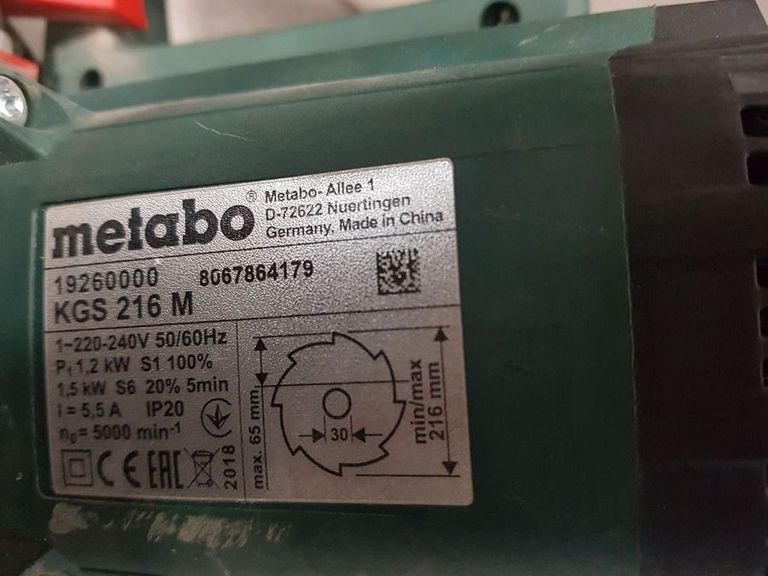 metabo®
Metabo-Allee 1
D-72622 Nuertingen
Germany, Made in China
19260000 8067864179
KGS 216 M
1~220-240V 50/60Hz
P₁ 1,2 kW S1 100%
1,5 kW S6 20% 5min
I = 5,5 A IP20
n₀ = 5000 min⁻¹
CE EAC 2018
max. 65 mm
30
min/max
216 mm